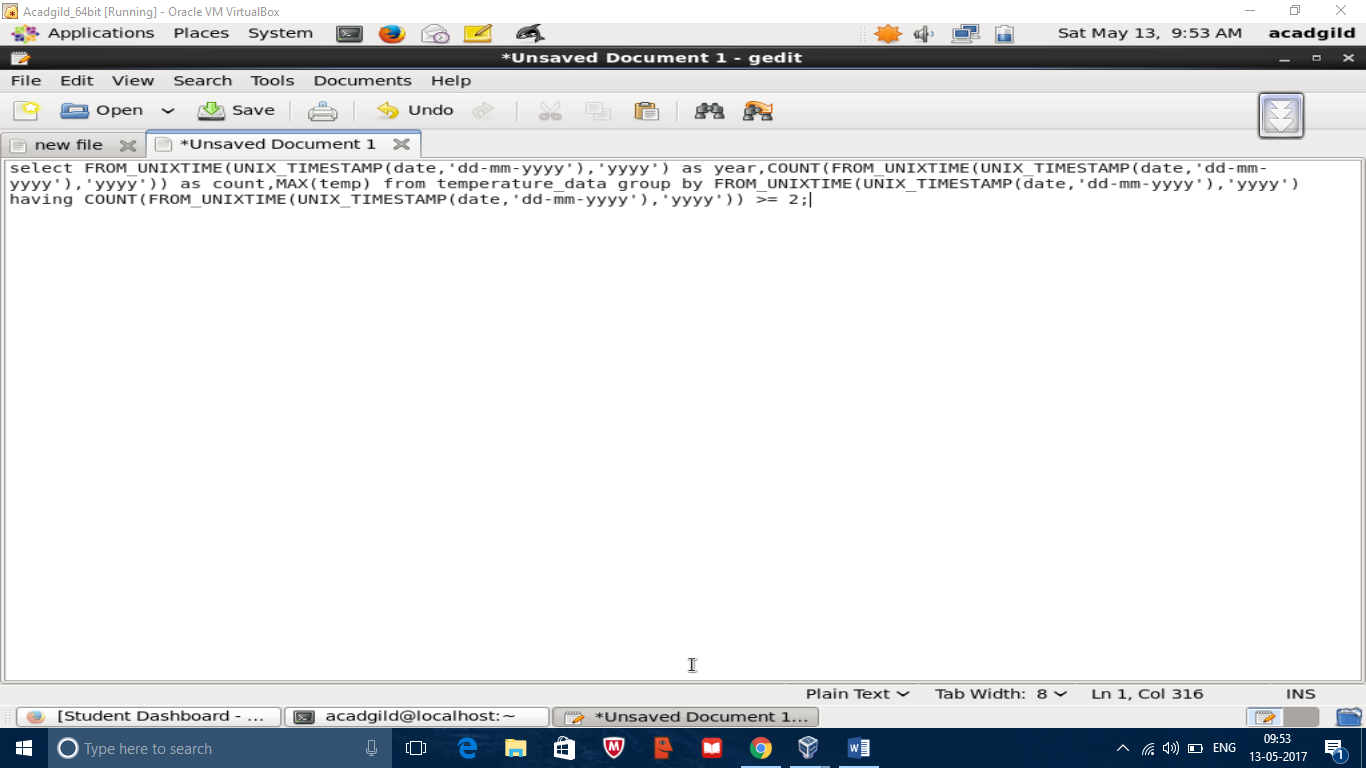 Acadgild_64bit [Running] - Oracle VM VirtualBox
Applications Places System Sat May 13, 9:53 AM acadgild
*Unsaved Document 1 - gedit
File Edit View Search Tools Documents Help
Open Save Undo
new file *Unsaved Document 1
select FROM_UNIXTIME(UNIX_TIMESTAMP(date,'dd-mm-yyyy'),'yyyy') as year,COUNT(FROM_UNIXTIME(UNIX_TIMESTAMP(date,'dd-mm-
yyyy'),'yyyy')) as count,MAX(temp) from temperature_data group by FROM_UNIXTIME(UNIX_TIMESTAMP(date,'dd-mm-yyyy'),'yyyy')
having COUNT(FROM_UNIXTIME(UNIX_TIMESTAMP(date,'dd-mm-yyyy'),'yyyy')) >= 2;
Plain Text Tab Width: 8 Ln 1, Col 316 INS
[Student Dashboard - ... acadgild@localhost:~ *Unsaved Document 1...
Type here to search ENG 09:53
13-05-2017 1